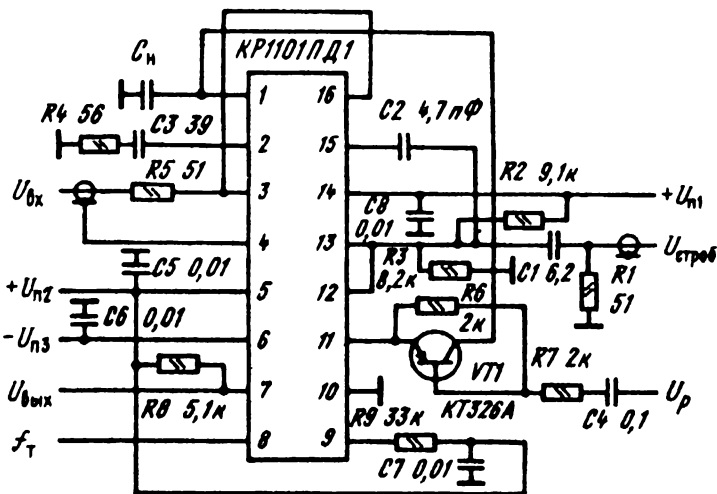 КР1101ПД1
Cн
1
16
R4 56
C3 39
2
15
C2 4,7 пФ
R5 51
R2 9,1к
Uвх
3
14
+Uп1
C8
0,01
4
13
Uстроб
C5 0,01
R3
8,2к
C1 6,2
R1
51
+Uп2
5
12
R6
2к
C6 0,01
-Uп3
6
11
VT1
КТ326А
R7 2к
Uвых
7
10
R8 5,1к
R9 33к
Uр
C4 0,1
fт
8
9
C7 0,01